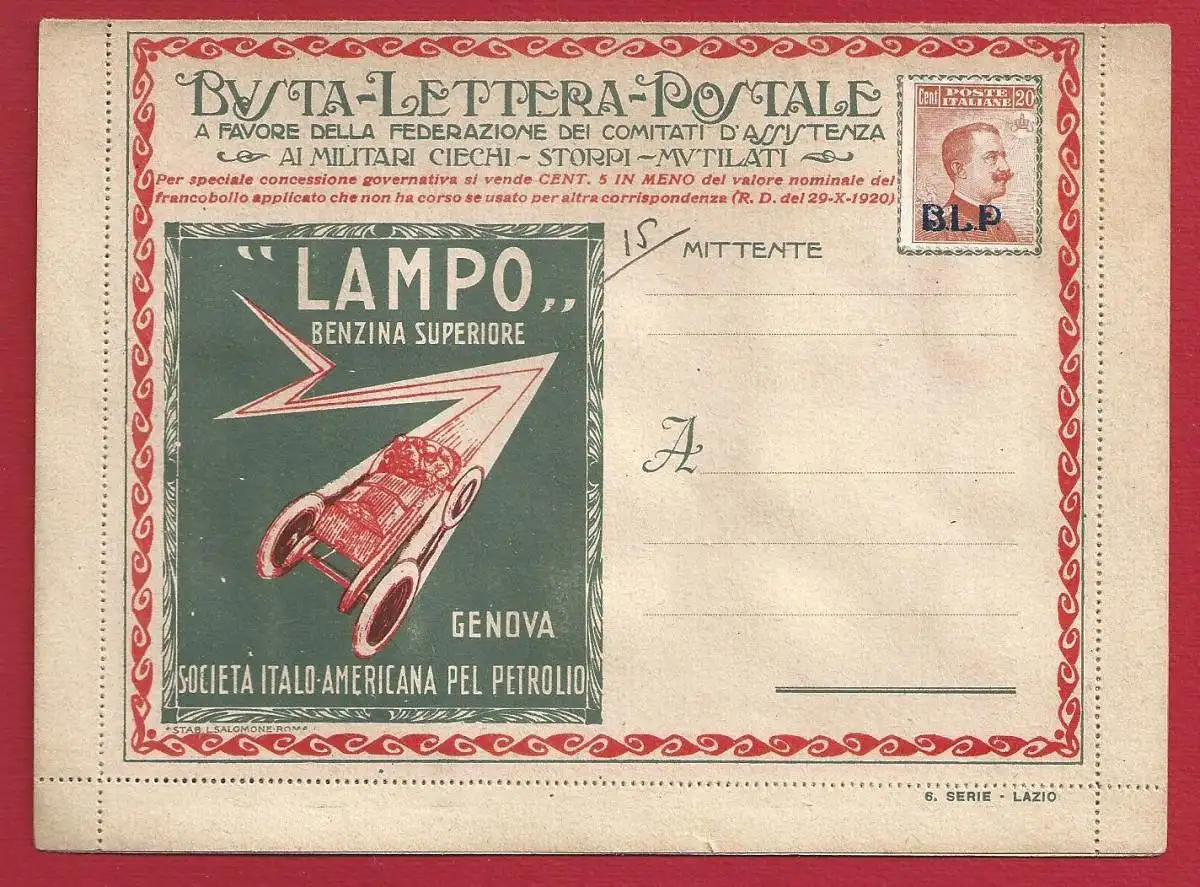 BVSTA-LETTERA-POSTALE
A FAVORE DELLA FEDERAZIONE DEI COMITATI D'ASSISTENZA
AI MILITARI CIECHI - STORPI - MVTILATI
Per speciale concessione governativa si vende CENT. 5 IN MENO del valore nominale del
francobollo applicato che non ha corso se usato per altra corrispondenza (R. D. del 29-X-1920)
Cent POSTE ITALIANE 20
B.L.P
15
MITTENTE
"LAMPO„
BENZINA SUPERIORE
A
GENOVA
SOCIETA ITALO-AMERICANA PEL PETROLIO
STAB. L. SALOMONE-ROMA
6. SERIE - LAZIO